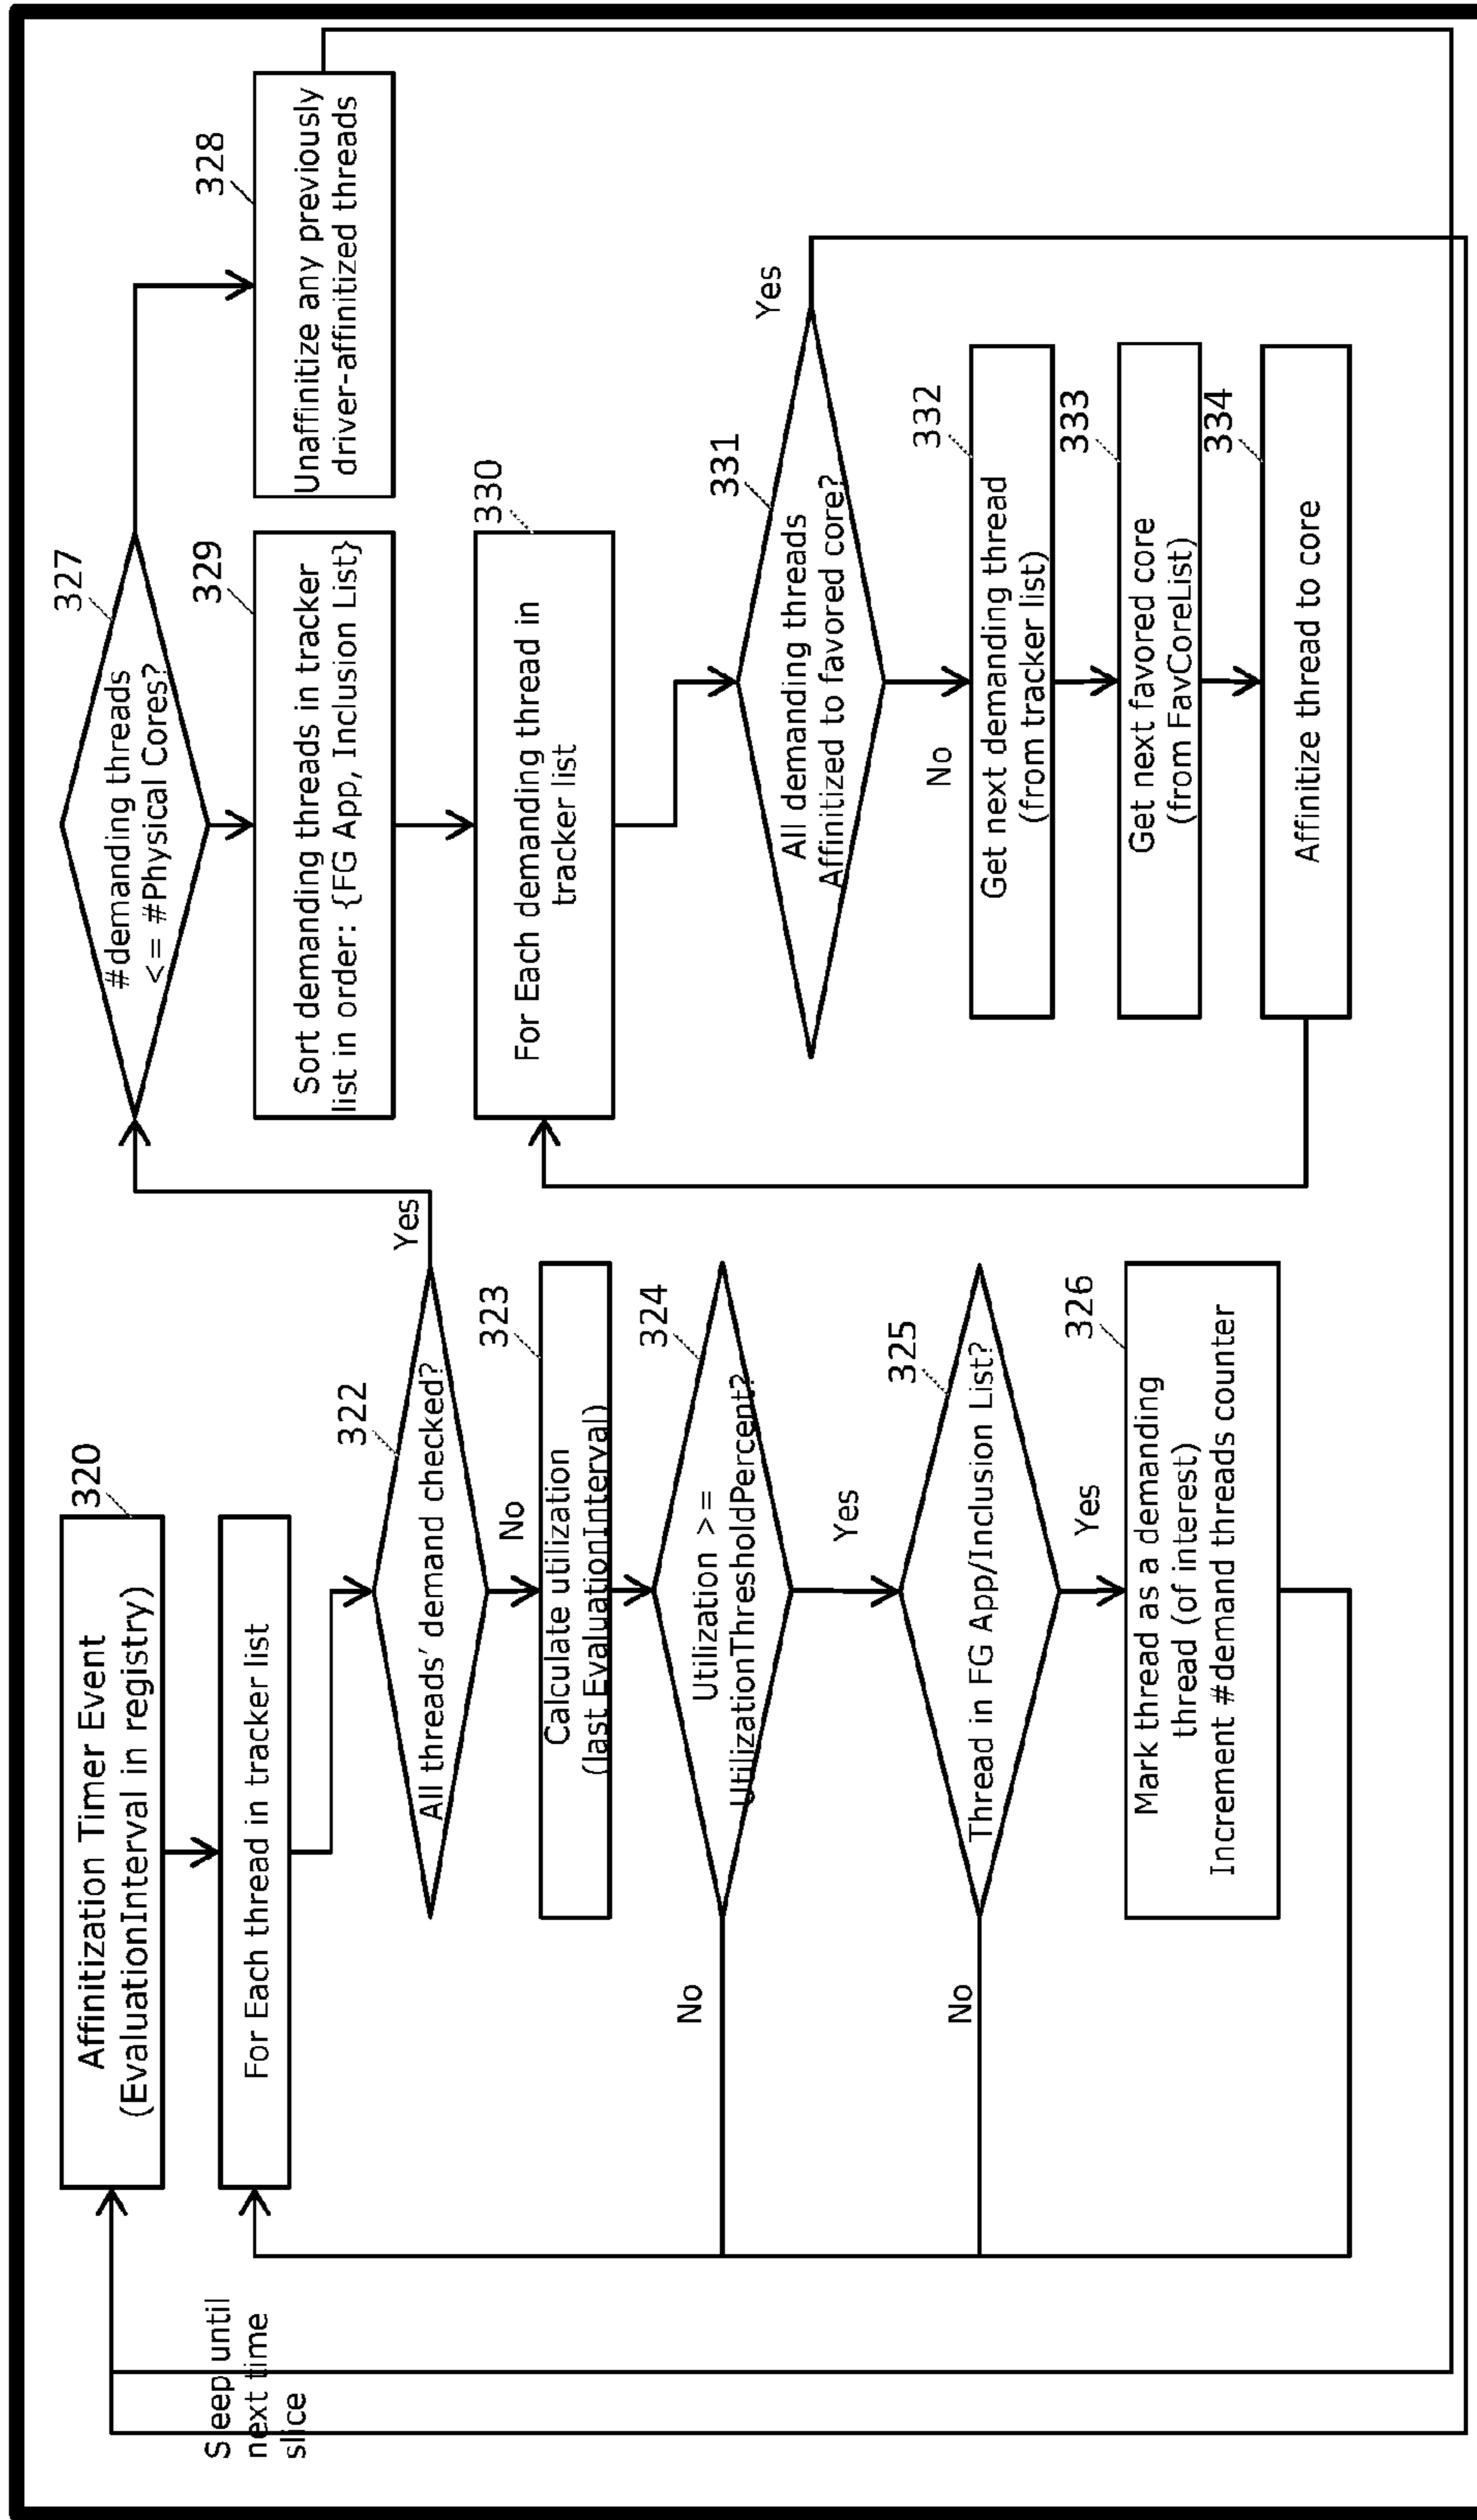 Affinitization Timer Event
(EvaluationInterval in registry)
320
For Each thread in tracker list
All threads' demand checked?
322
Yes
No
Calculate utilization
(last EvaluationInterval)
323
Utilization >=
UtilizationThresholdPercent?
324
No
Yes
Thread in FG App/Inclusion List?
325
No
Yes
Mark thread as a demanding
thread (of interest)
Increment #demand threads counter
326
#demanding threads
<= #Physical Cores?
327
Unaffinitize any previously
driver-affinitized threads
328
Sort demanding threads in tracker
list in order: {FG App, Inclusion List}
329
For Each demanding thread in
tracker list
330
All demanding threads
Affinitized to favored core?
331
Yes
No
Get next demanding thread
(from tracker list)
332
Get next favored core
(from FavCoreList)
333
Affinitize thread to core
334
Sleep until
next time
slice